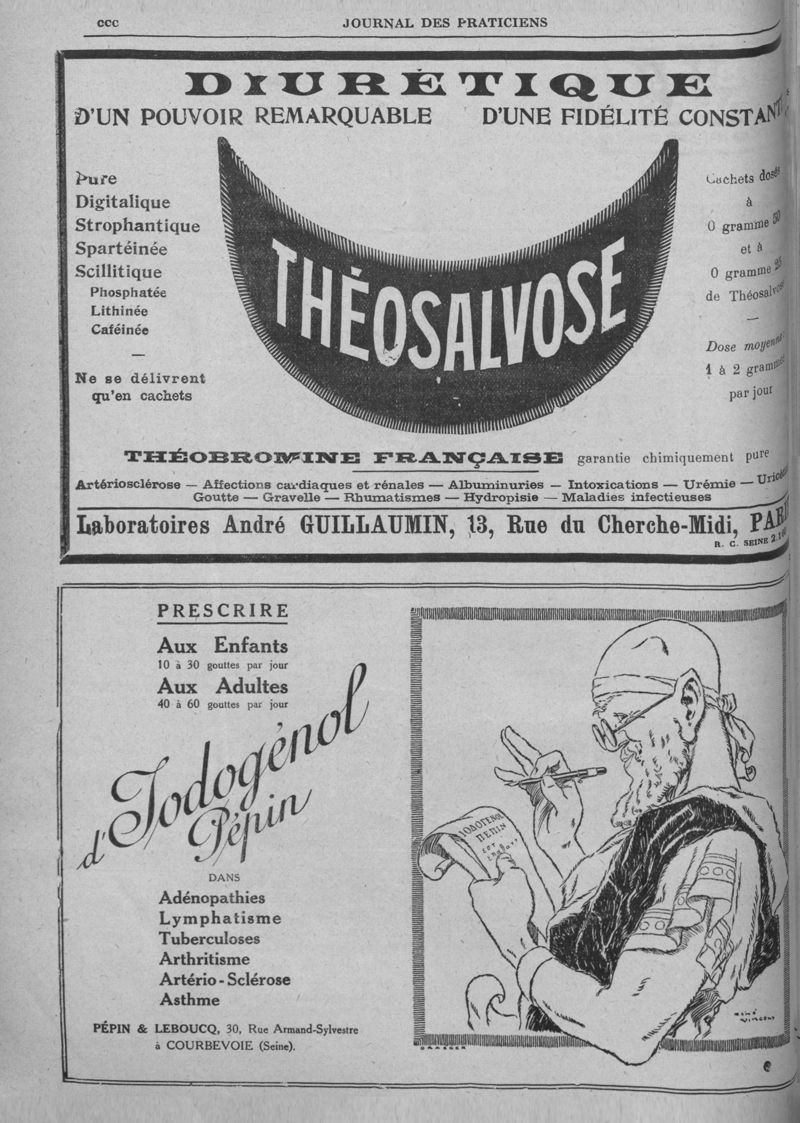 ccc
JOURNAL DES PRATICIENS
DIURÉTIQUE
D'UN POUVOIR REMARQUABLE D'UNE FIDÉLITÉ CONSTANT
Pure
Digitalique
Strophantique
Spartéinée
Scillitique
Phosphatée
Lithinée
Caféinée
—
Ne se délivrent
qu'en cachets
THÉOSALVOSE
Cachets dosés
à
0 gramme 50
et à
0 gramme 25
de Théosalvose
—
Dose moyenne:
1 à 2 grammes
par jour
THÉOBROMINE FRANÇAISE garantie chimiquement pure
Artériosclérose — Affections cardiaques et rénales — Albuminuries — Intoxications — Urémie —
Goutte — Gravelle — Rhumatismes — Hydropisie — Maladies infectieuses
Laboratoires André GUILLAUMIN, 13, Rue du Cherche-Midi,
R. C. SEINE
PRESCRIRE
Aux Enfants
10 à 30 gouttes par jour
Aux Adultes
40 à 60 gouttes par jour
d'Iodogénol
Pépin
DANS
Adénopathies
Lymphatisme
Tuberculoses
Arthritisme
Artério-Sclérose
Asthme
PÉPIN & LEBOUCQ, 30, Rue Armand-Sylvestre
à COURBEVOIE (Seine).
PEPIN
RENÉ
VINCENT
DRAEGER